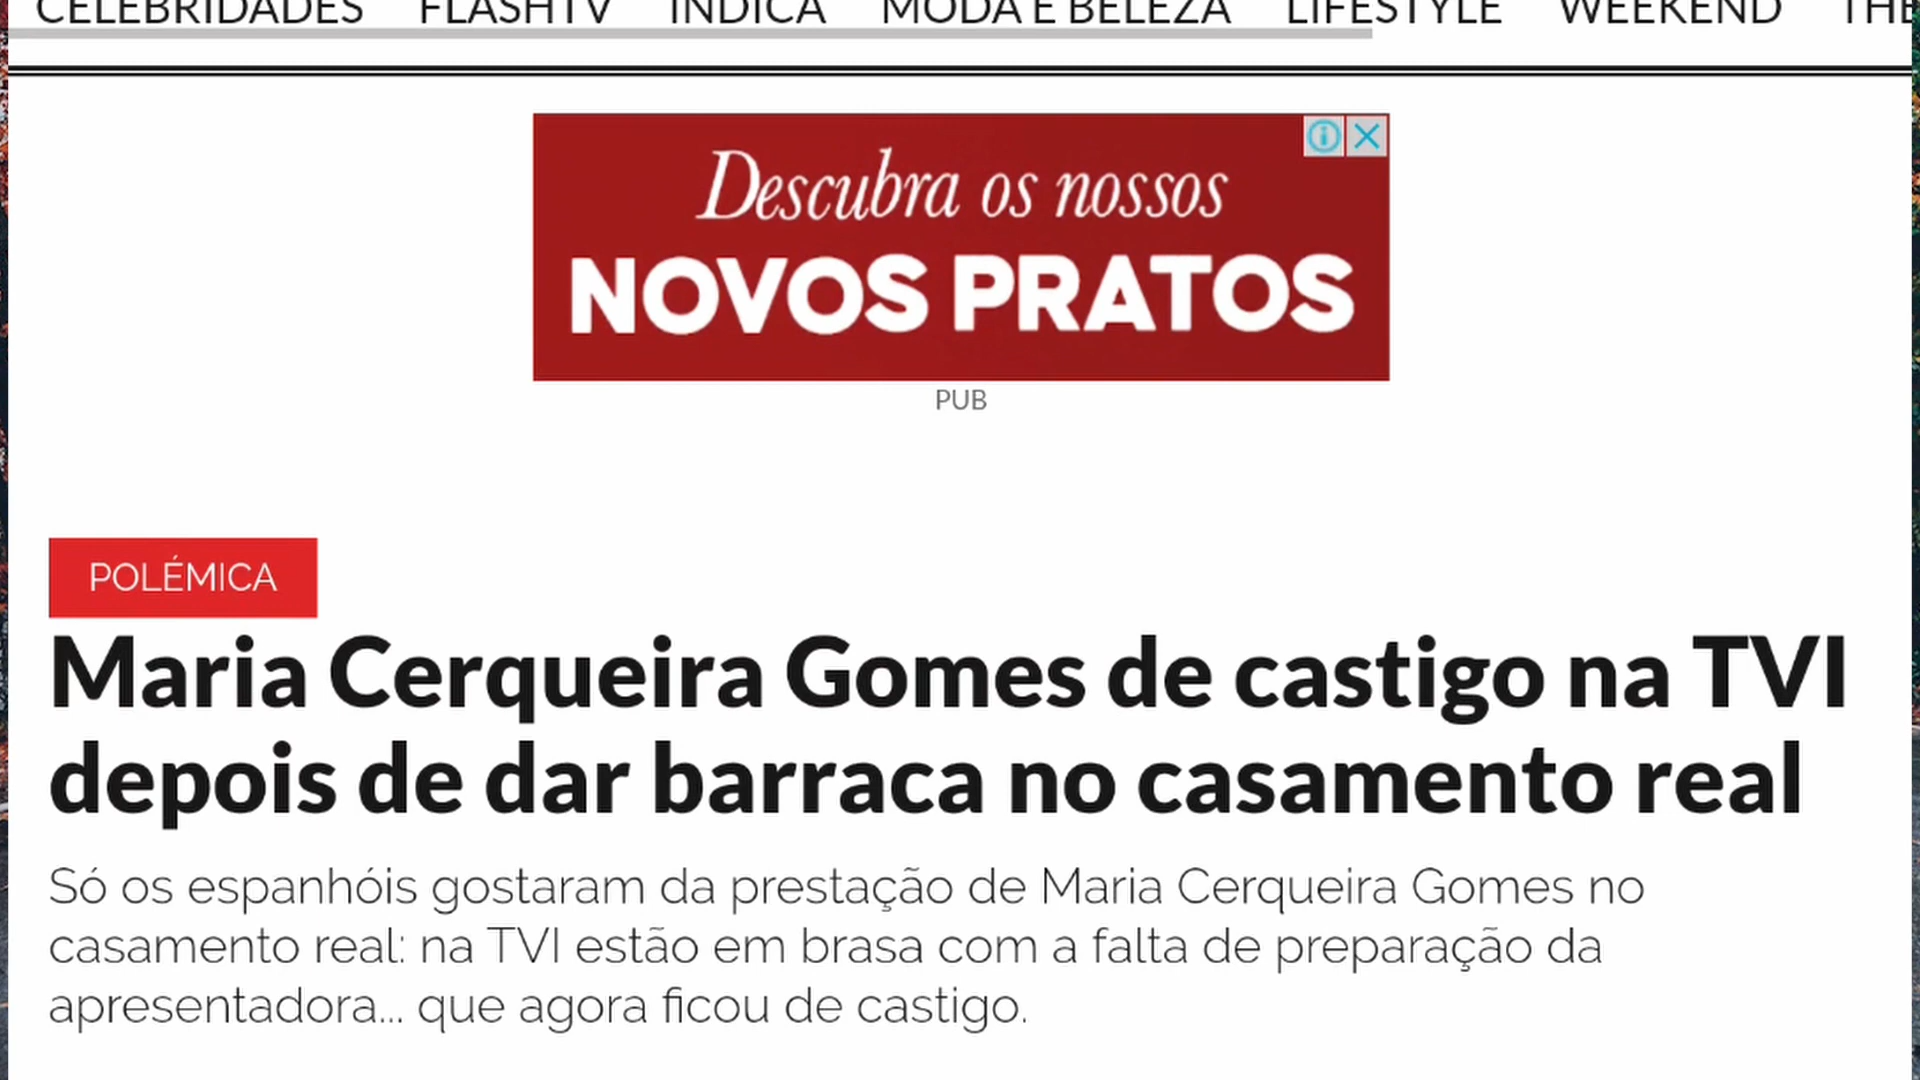 CELEBRIDADES FLASHTV INDICA MODA E BELEZA LIFESTYLE WEEKEND THE
Descubra os nossos
NOVOS PRATOS
PUB
POLÉMICA
Maria Cerqueira Gomes de castigo na TVI
depois de dar barraca no casamento real
Só os espanhóis gostaram da prestação de Maria Cerqueira Gomes no
casamento real: na TVI estão em brasa com a falta de preparação da
apresentadora... que agora ficou de castigo.